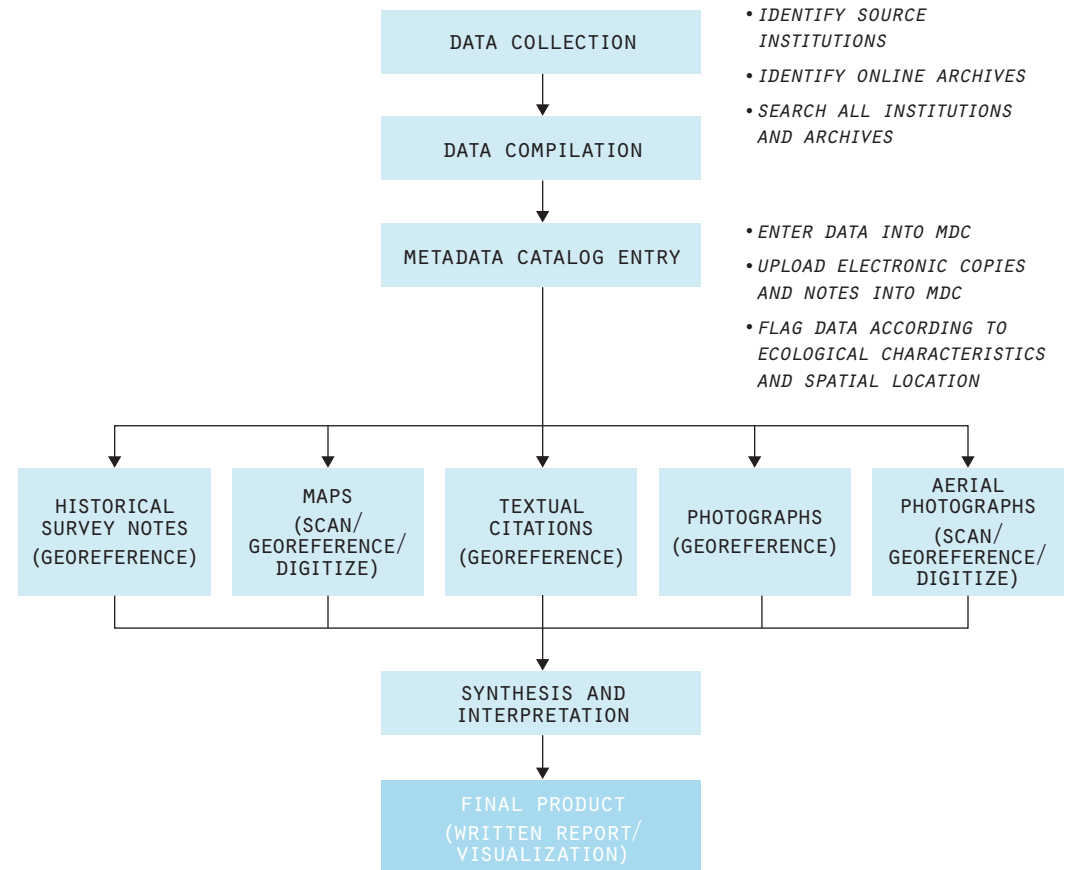 DATA COLLECTION
• IDENTIFY SOURCE
INSTITUTIONS
• IDENTIFY ONLINE ARCHIVES
• SEARCH ALL INSTITUTIONS
AND ARCHIVES
DATA COMPILATION
METADATA CATALOG ENTRY
• ENTER DATA INTO MDC
• UPLOAD ELECTRONIC COPIES
AND NOTES INTO MDC
• FLAG DATA ACCORDING TO
ECOLOGICAL CHARACTERISTICS
AND SPATIAL LOCATION
HISTORICAL
SURVEY NOTES
(GEOREFERENCE)
MAPS
(SCAN/
GEOREFERENCE/
DIGITIZE)
TEXTUAL
CITATIONS
(GEOREFERENCE)
PHOTOGRAPHS
(GEOREFERENCE)
AERIAL
PHOTOGRAPHS
(SCAN/
GEOREFERENCE/
DIGITIZE)
SYNTHESIS AND
INTERPRETATION
FINAL PRODUCT
(WRITTEN REPORT/
VISUALIZATION)